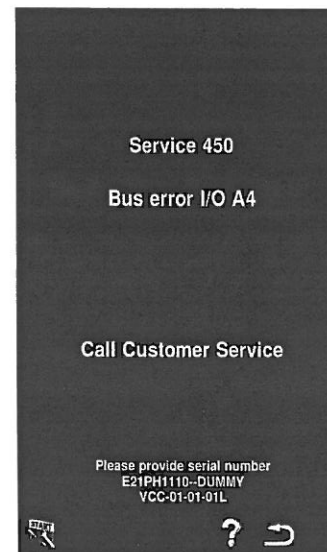 Service 450
Bus error I/O A4
Call Customer Service
Please provide serial number
E21PH1110--DUMMY
VCC-01-01-01L
START
?